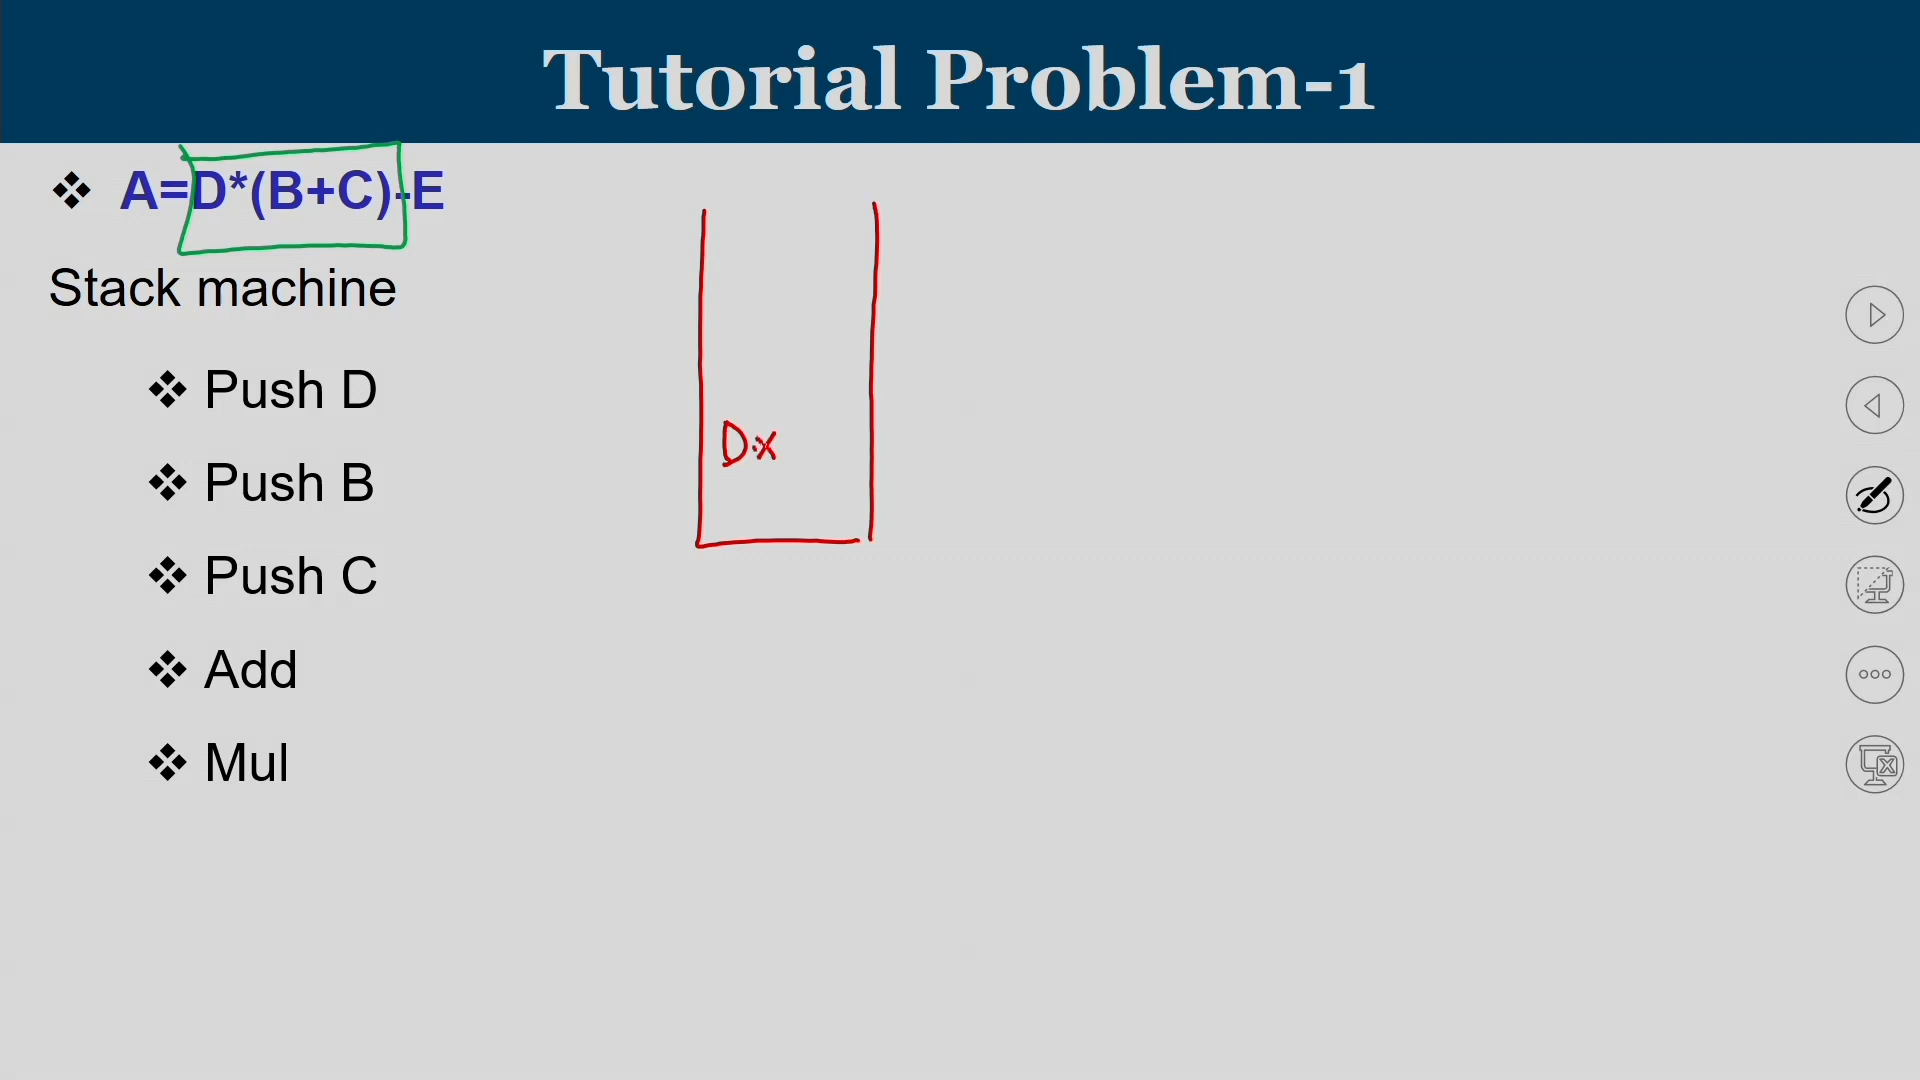 Tutorial Problem-1
A=D*(B+C)-E
Stack machine
Push D
Push B
Push C
Add
Mul
D.x